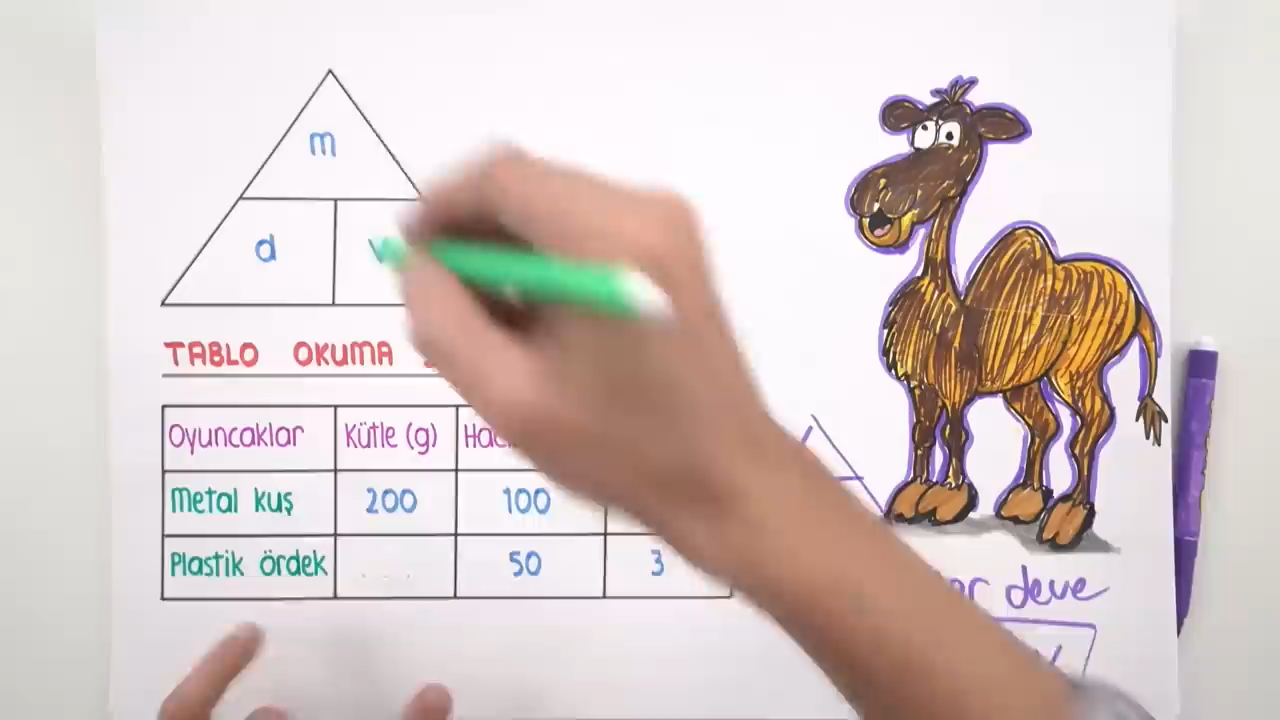 m
d v
TABLO OKUMA
Oyuncaklar Kütle (g)
Metal kuş 200 100
Plastik ördek ... 50 3
deve